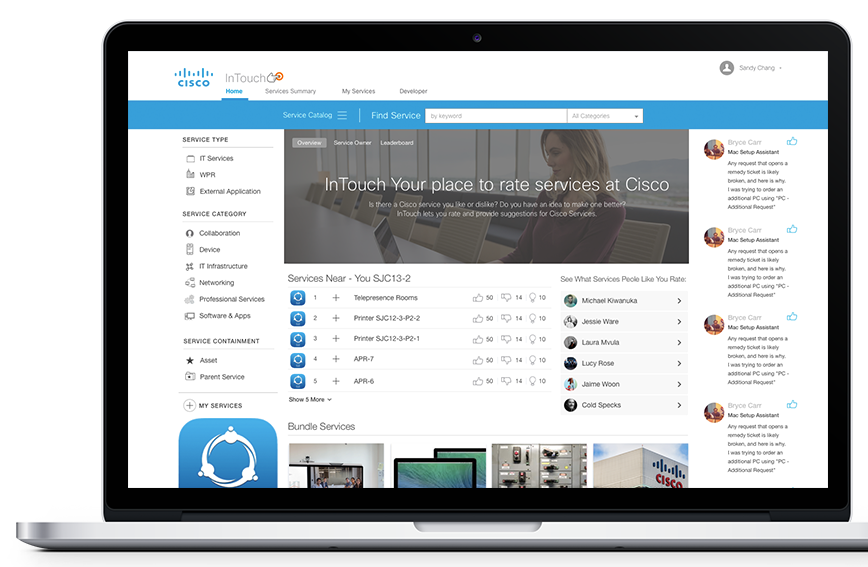 CISCO
InTouch
Sandy Chang
Home
Services Summary
My Services
Developer
Service Catalog
Find Service
by keyword
All Categories
SERVICE TYPE
IT Services
WPR
External Application
SERVICE CATEGORY
Collaboration
Device
IT Infrastructure
Networking
Professional Services
Software & Apps
SERVICE CONTAINMENT
Asset
Parent Service
MY SERVICES
Overview
Service Owner
Leaderboard
InTouch Your place to rate services at Cisco
Is there a Cisco service you like or dislike? Do you have an idea to make one better?
InTouch lets you rate and provide suggestions for Cisco Services.
Services Near - You SJC13-2
1 Telepresence Rooms 50 14 10
2 Printer SJC12-3-P2-2 50 14 10
3 Printer SJC12-3-P2-1 50 14 10
4 APR-7 50 14 10
5 APR-6 50 14 10
Show 5 More
See What Services Pecle Like You Rate:
Michael Kiwanuka
Jessie Ware
Laura Mvula
Lucy Rose
Jaime Woon
Cold Specks
Bundle Services
CISCO
Bryce Carr
Mac Setup Assistant
Any request that opens a
remedy ticket is likely
broken, and here is why.
I was trying to order an
additional PC using "PC -
Additional Request"
Bryce Carr
Mac Setup Assistant
Any request that opens a
remedy ticket is likely
broken, and here is why.
I was trying to order an
additional PC using "PC -
Additional Request"
Bryce Carr
Mac Setup Assistant
Any request that opens a
remedy ticket is likely
broken, and here is why.
I was trying to order an
additional PC using "PC -
Additional Request"
Bryce Carr
Mac Setup Assistant
Any request that opens a
remedy ticket is likely
broken, and here is why.
I was trying to order an
additional PC using "PC -
Additional Request"